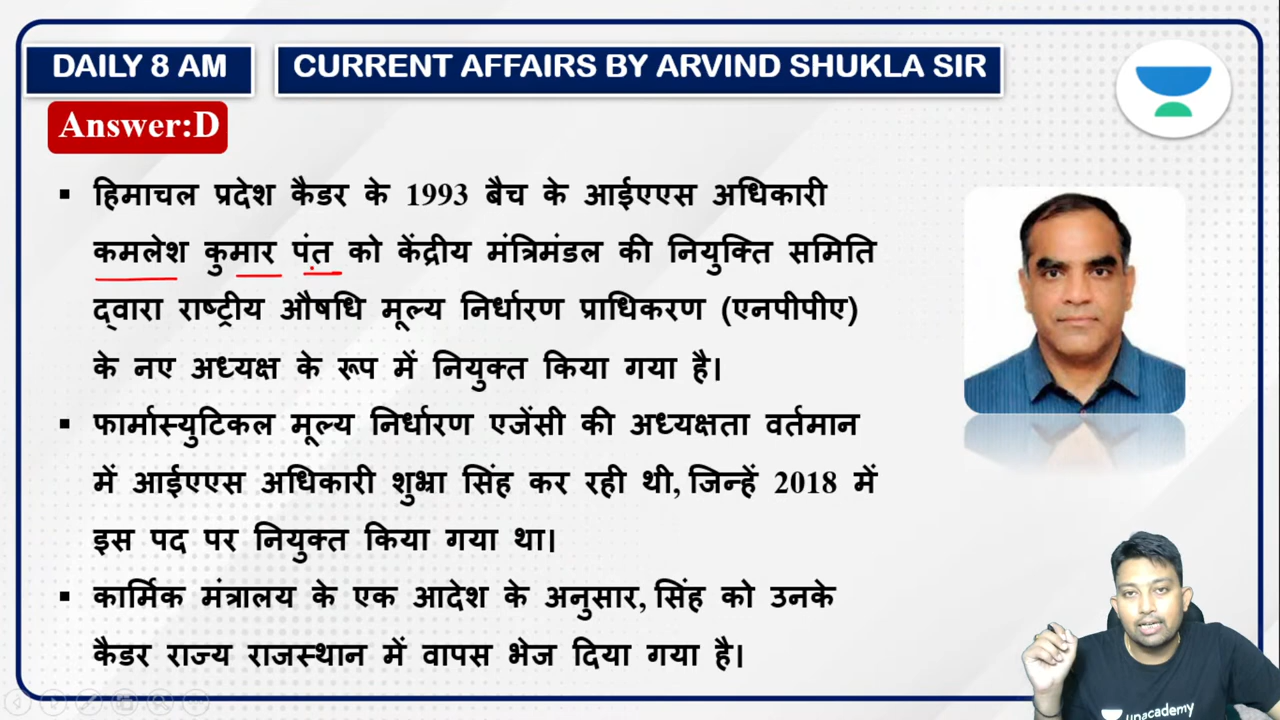 DAILY 8 AM
CURRENT AFFAIRS BY ARVIND SHUKLA SIR
Answer:D
▪ हिमाचल प्रदेश कैडर के 1993 बैच के आईएएस अधिकारी
कमलेश कुमार पंत को केंद्रीय मंत्रिमंडल की नियुक्ति समिति
द्वारा राष्ट्रीय औषधि मूल्य निर्धारण प्राधिकरण (एनपीपीए)
के नए अध्यक्ष के रूप में नियुक्त किया गया है।
▪ फार्मास्युटिकल मूल्य निर्धारण एजेंसी की अध्यक्षता वर्तमान
में आईएएस अधिकारी शुभ्रा सिंह कर रही थी, जिन्हें 2018 में
इस पद पर नियुक्त किया गया था।
▪ कार्मिक मंत्रालय के एक आदेश के अनुसार, सिंह को उनके
कैडर राज्य राजस्थान में वापस भेज दिया गया है।
unacademy